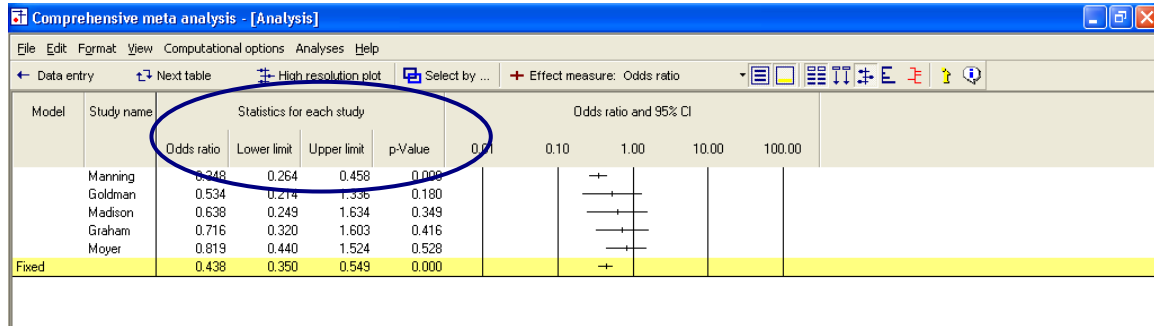 Comprehensive meta analysis - [Analysis]
File Edit Format View Computational options Analyses Help
← Data entry Next table High resolution plot Select by ... + Effect measure: Odds ratio
Model Study name Statistics for each study Odds ratio and 95% CI
Odds ratio Lower limit Upper limit p-Value 0.01 0.10 1.00 10.00 100.00
Manning 0.348 0.264 0.458 0.000
Goldman 0.534 0.214 1.336 0.180
Madison 0.638 0.249 1.634 0.349
Graham 0.716 0.320 1.603 0.416
Moyer 0.819 0.440 1.524 0.528
Fixed 0.438 0.350 0.549 0.000